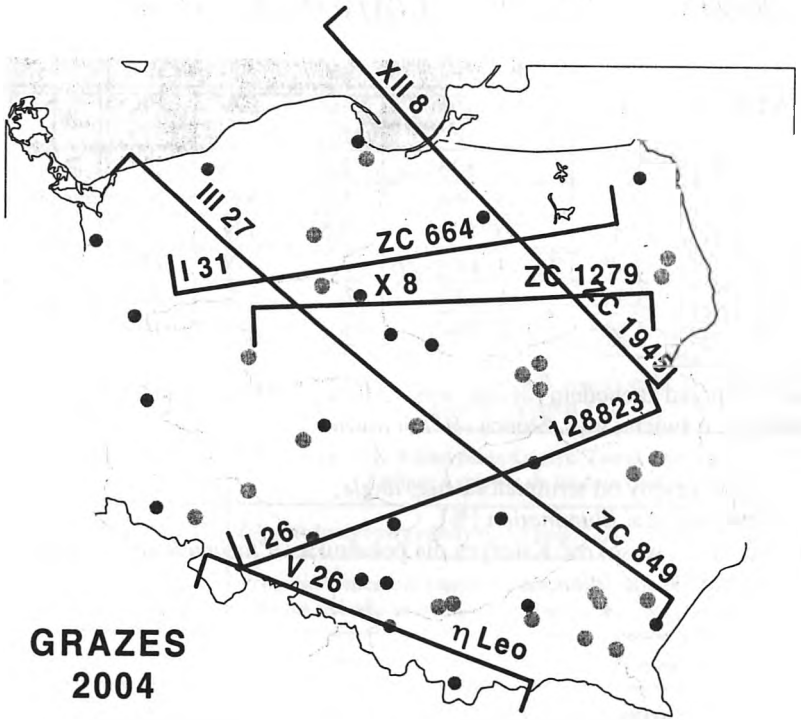 XII 8
III 27
ZC 664
I 31
X 8
ZC 1279
ZC 1945
128823
I 26
V 26
ZC 849
η Leo
GRAZES
2004